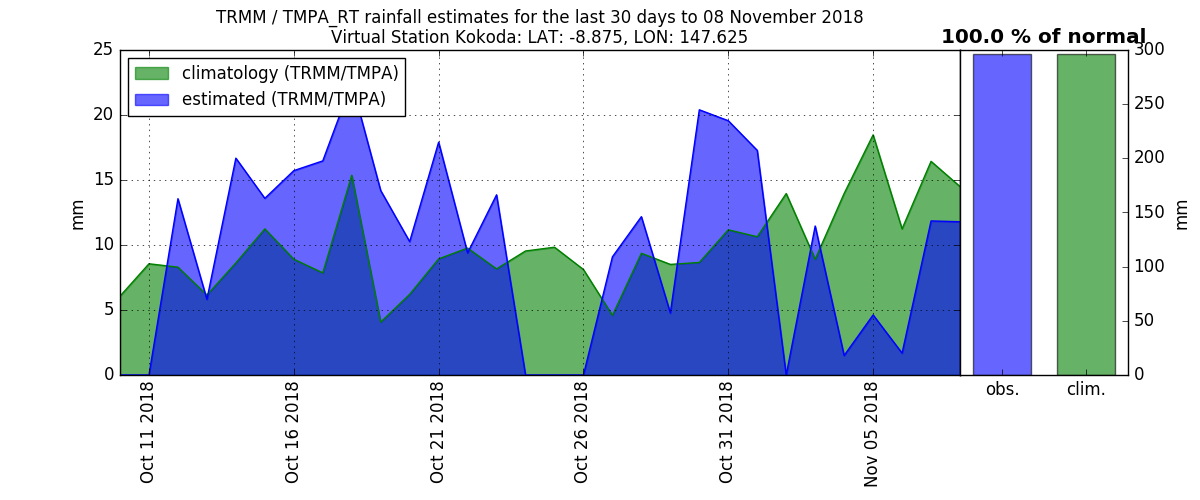 TRMM / TMPA_RT rainfall estimates for the last 30 days to 08 November 2018
Virtual Station Kokoda: LAT: -8.875, LON: 147.625
100.0 % of normal
climatology (TRMM/TMPA)
estimated (TRMM/TMPA)
mm
25
20
15
10
5
0
Oct 11 2018
Oct 16 2018
Oct 21 2018
Oct 26 2018
Oct 31 2018
Nov 05 2018
obs.
clim.
300
250
200
150
100
50
0
mm